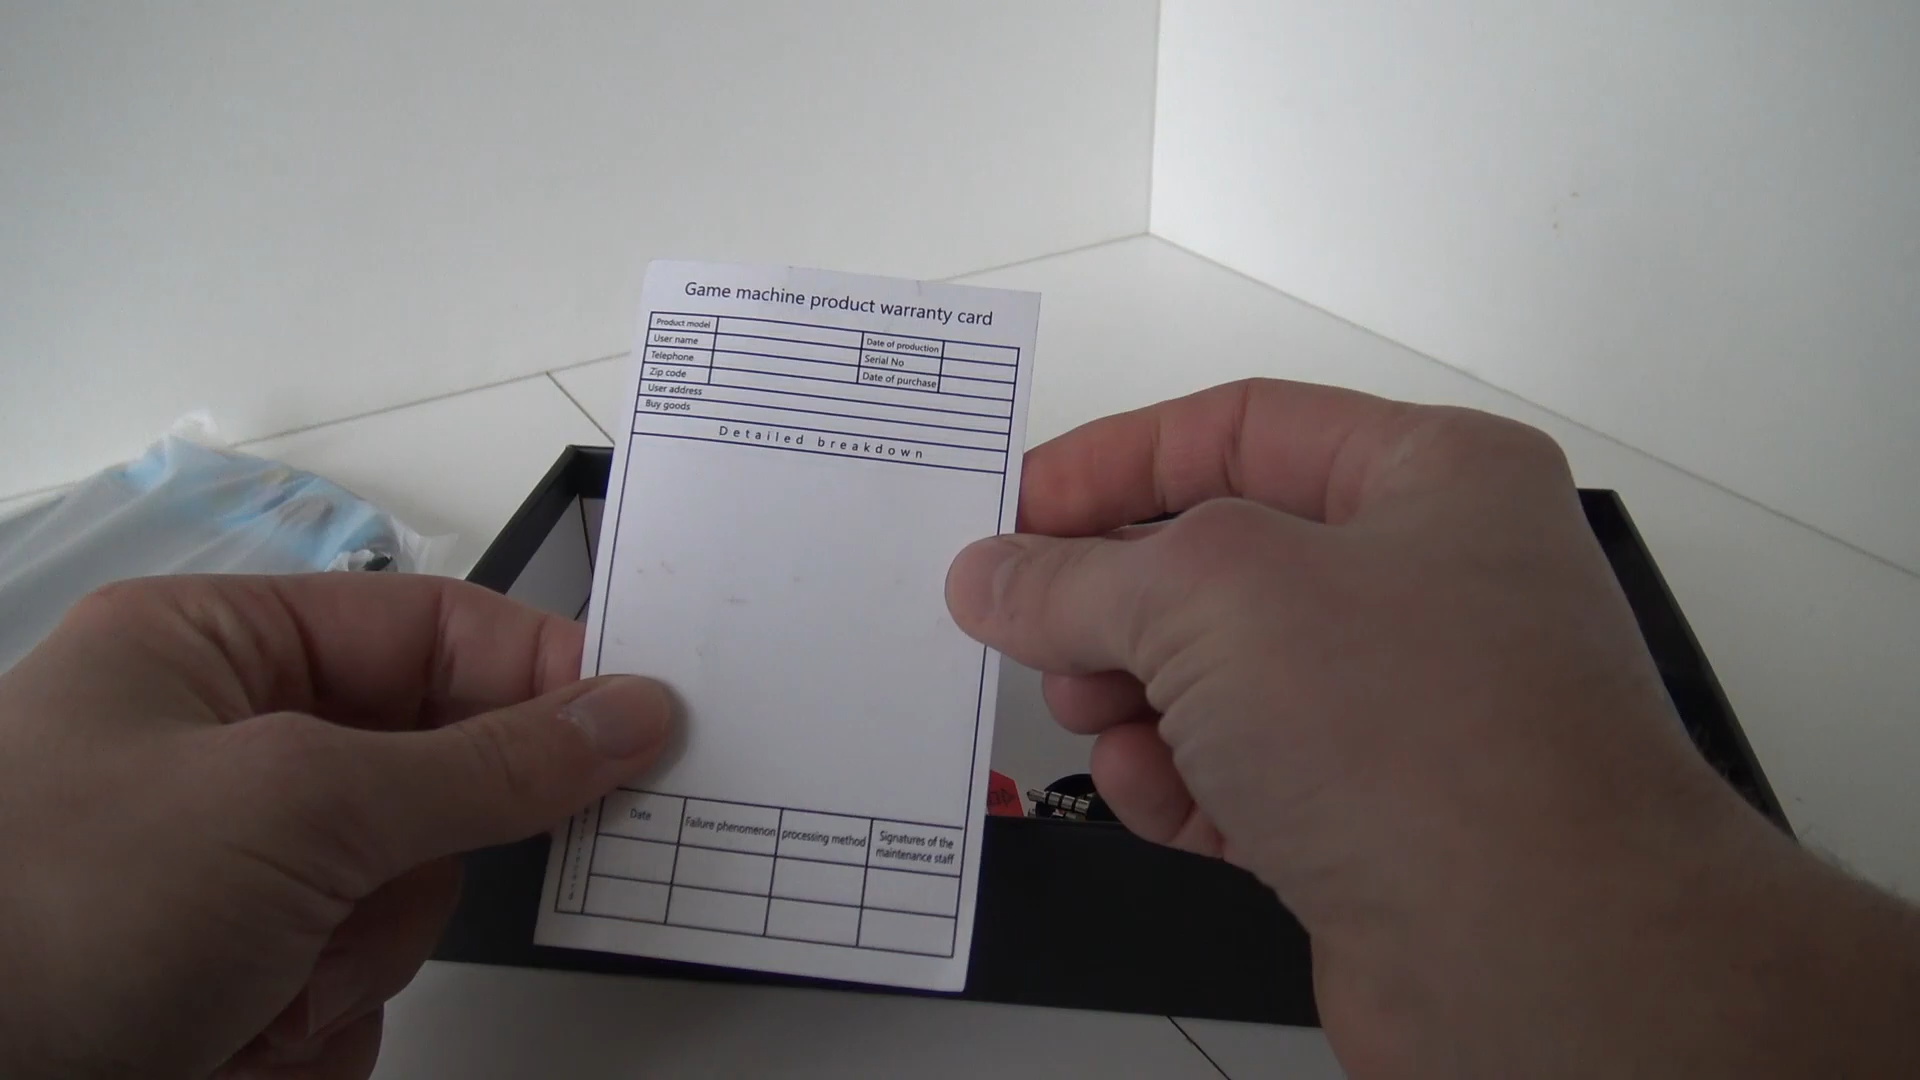 Game machine product warranty card
Product model
Date of production
User name
Serial No
Telephone
Date of purchase
Zip code
User address
Buy goods
Detailed breakdown
Date
Failure phenomenon
processing method
Signatures of the
maintenance staff